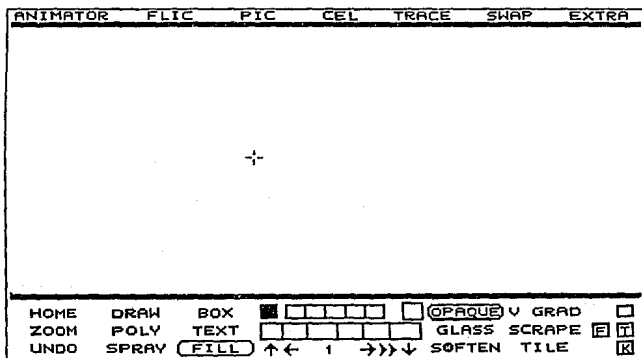 ANIMATOR FLIC PIC CEL TRACE SWAP EXTRA
HOME DRAW BOX OPAQUE V GRAD
ZOOM POLY TEXT GLASS SCRAPE F T
UNDO SPRAY FILL ↑ ← 1 →>> ↓ SOFTEN TILE K